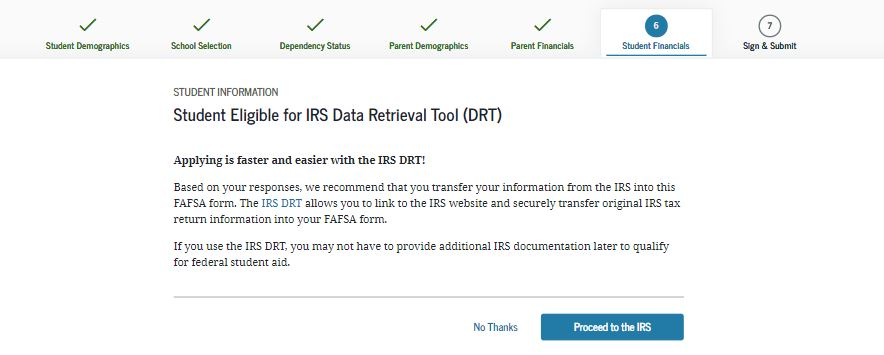 Student Demographics
School Selection
Dependency Status
Parent Demographics
Parent Financials
6
Student Financials
7
Sign & Submit
STUDENT INFORMATION
Student Eligible for IRS Data Retrieval Tool (DRT)
Applying is faster and easier with the IRS DRT!
Based on your responses, we recommend that you transfer your information from the IRS into this
FAFSA form. The IRS DRT allows you to link to the IRS website and securely transfer original IRS tax
return information into your FAFSA form.
If you use the IRS DRT, you may not have to provide additional IRS documentation later to qualify
for federal student aid.
No Thanks
Proceed to the IRS